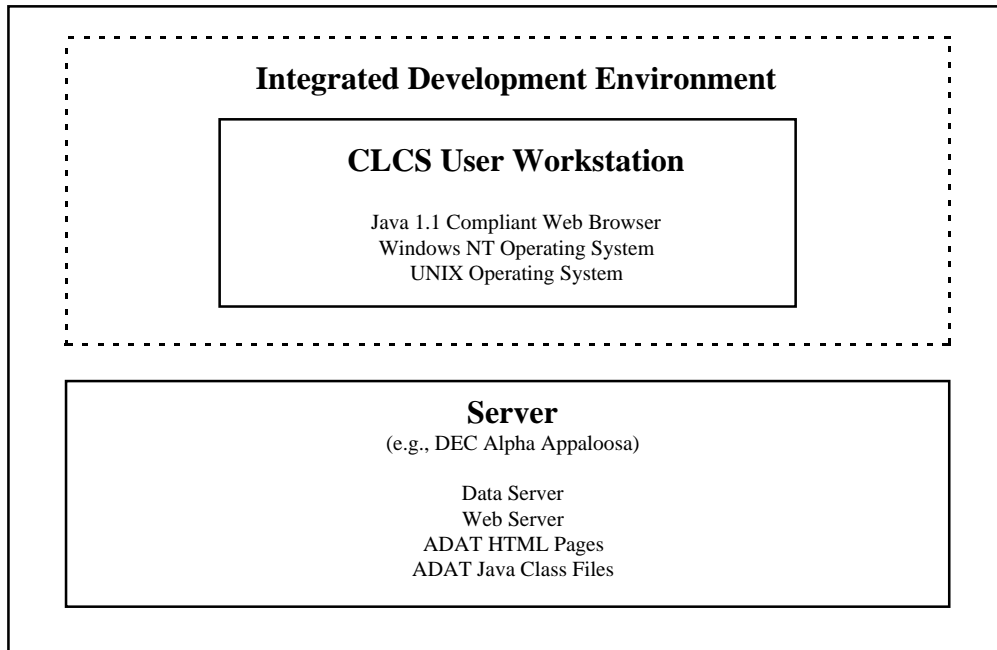 Integrated Development Environment
CLCS User Workstation
Java 1.1 Compliant Web Browser
Windows NT Operating System
UNIX Operating System
Server
(e.g., DEC Alpha Appaloosa)
Data Server
Web Server
ADAT HTML Pages
ADAT Java Class Files